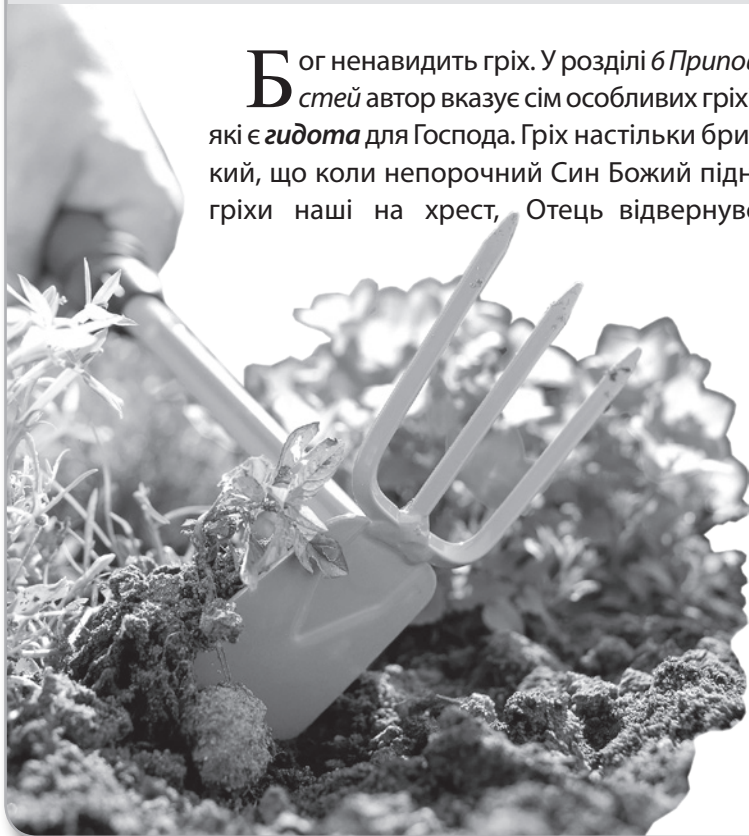 Бог ненавидить гріх. У розділі 6 Припо
стей автор вказує сім особливих гріх
які є гидота для Господа. Гріх настільки бри
кий, що коли непорочний Син Божий підн
гріхи наші на хрест, Отець відвернув